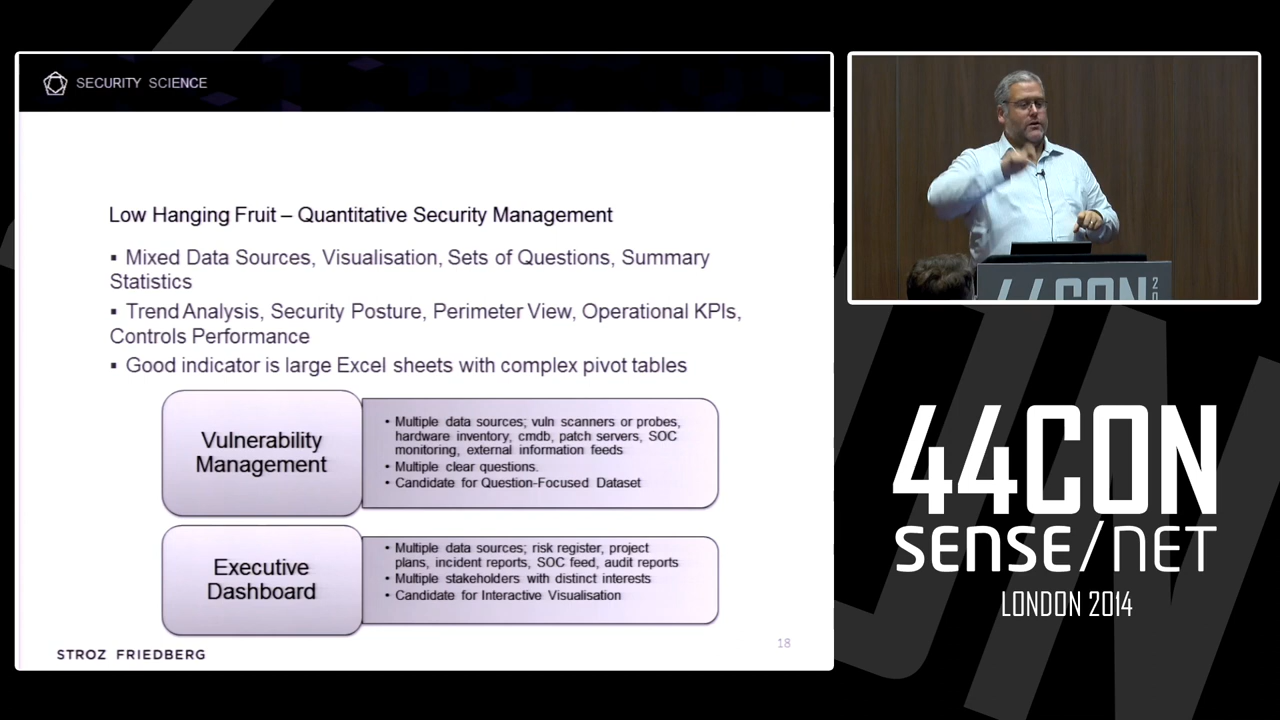 SECURITY SCIENCE
Low Hanging Fruit – Quantitative Security Management
▪ Mixed Data Sources, Visualisation, Sets of Questions, Summary
Statistics
▪ Trend Analysis, Security Posture, Perimeter View, Operational KPIs,
Controls Performance
▪ Good indicator is large Excel sheets with complex pivot tables
Vulnerability
Management
• Multiple data sources; vuln scanners or probes,
hardware inventory, cmdb, patch servers, SOC
monitoring, external information feeds
• Multiple clear questions.
• Candidate for Question-Focused Dataset
Executive
Dashboard
• Multiple data sources; risk register, project
plans, incident reports, SOC feed, audit reports
• Multiple stakeholders with distinct interests
• Candidate for Interactive Visualisation
STROZ FRIEDBERG
18
44CON
2
44CON
SENSE/NET
LONDON 2014